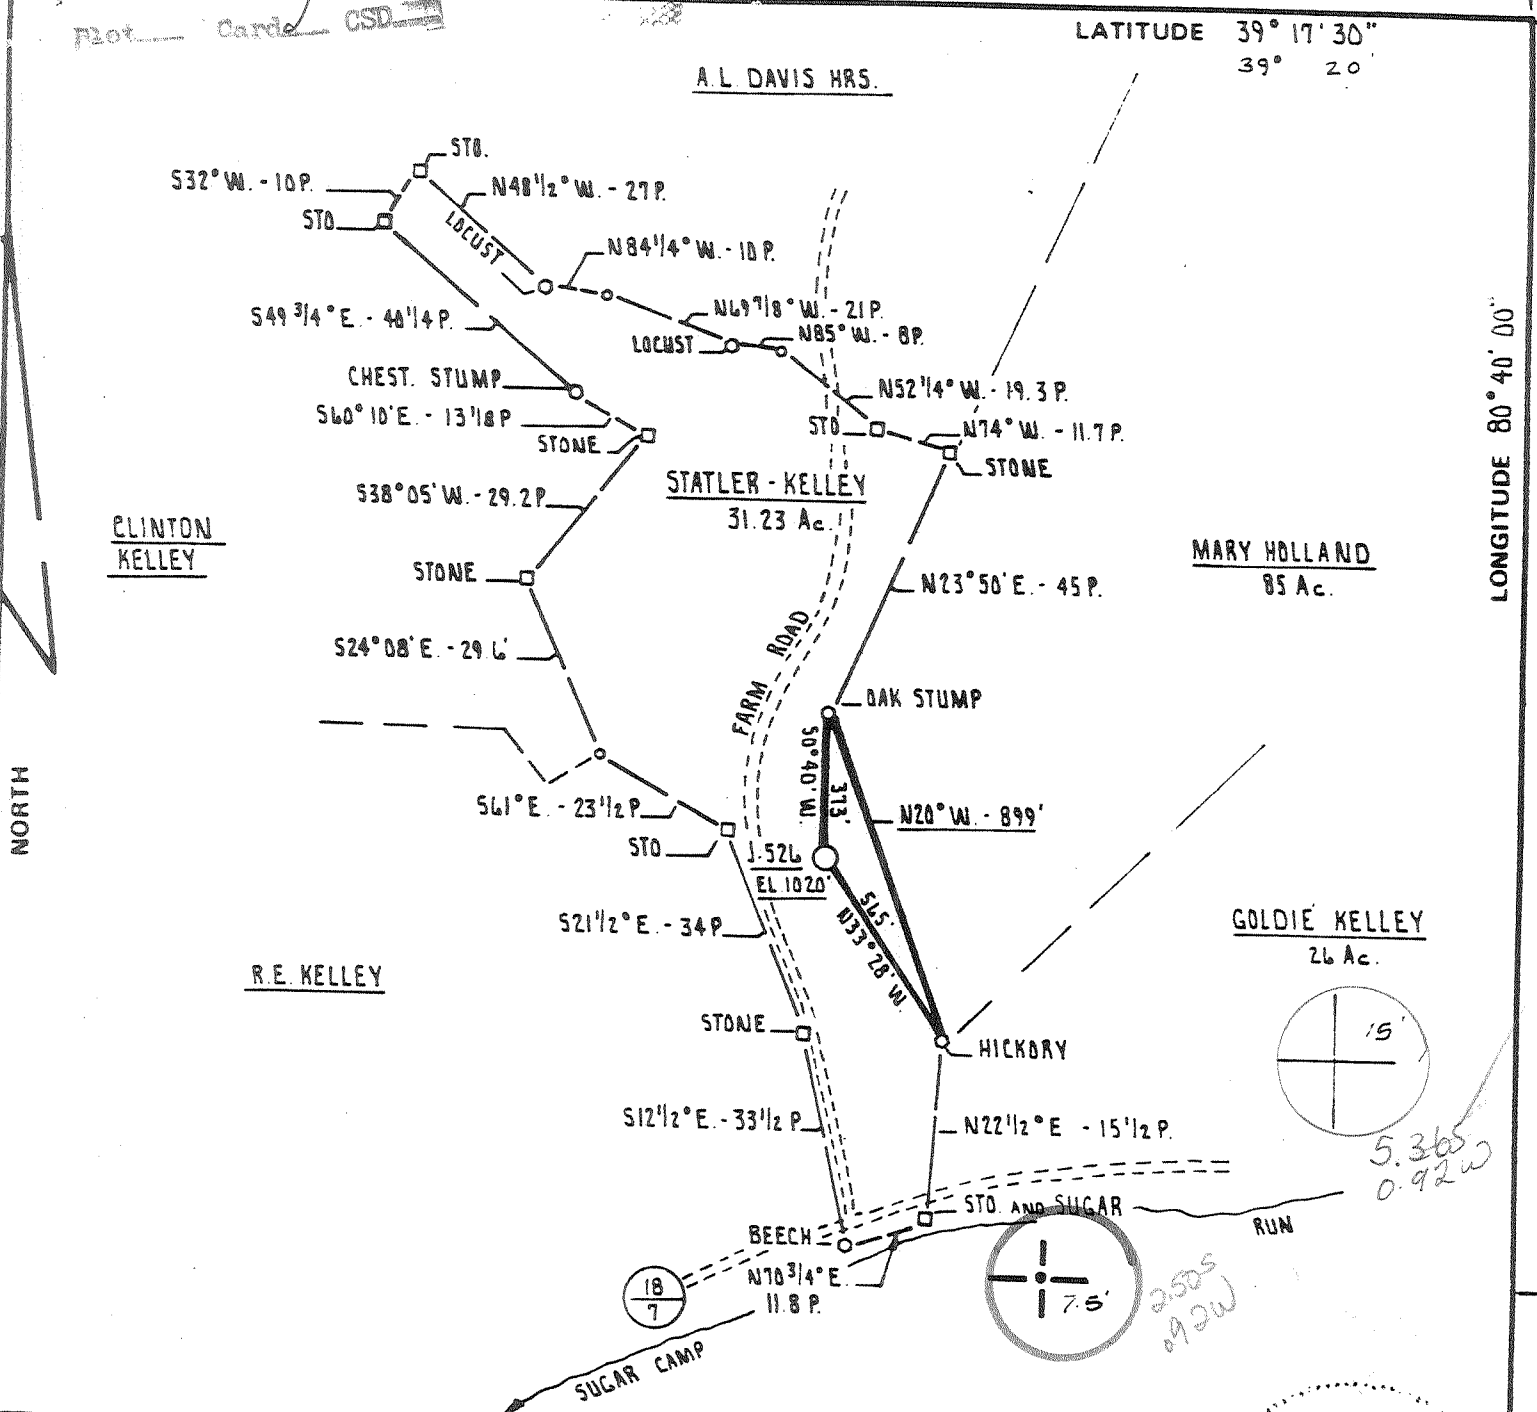 Plot Card CSD
LATITUDE 39° 17' 30"
39° 20'
A.L. DAVIS HRS.
STO.
S32° W. - 10 P.
N48 1/2° W. - 27 P.
STO.
LOCUST
N84 1/4° W. - 10 P.
S49 3/4° E. - 40 1/4 P.
N69 7/8° W. - 21 P.
N85° W. - 8 P.
LOCUST
CHEST. STUMP
N52 1/4° W. - 19.3 P.
S60° 10' E. - 13 1/8 P
STO
N74° W. - 11.7 P.
STONE
STONE
LONGITUDE 80° 40' 00"
S38° 05' W. - 29.2 P
STATLER - KELLEY
31.23 Ac.
CLINTON
KELLEY
MARY HOLLAND
85 Ac.
STONE
N23° 50' E. - 45 P.
S24° 08' E. - 29.6'
FARM ROAD
OAK STUMP
S0° 40' W.
373'
N20° W. - 899'
NORTH
S61° E. - 23 1/2 P
STO
J-526
EL. 1020'
565'
N33° 28' W.
S21 1/2° E. - 34 P
GOLDIE KELLEY
26 Ac.
R.E. KELLEY
15'
STONE
HICKORY
S12 1/2° E. - 33 1/2 P
N22 1/2° E - 15 1/2 P.
5.36S
0.92W
STO. AND SUGAR
RUN
BEECH
N70 3/4° E.
11.8 P.
18
7
7.5'
2.50S
.92W
SUGAR CAMP